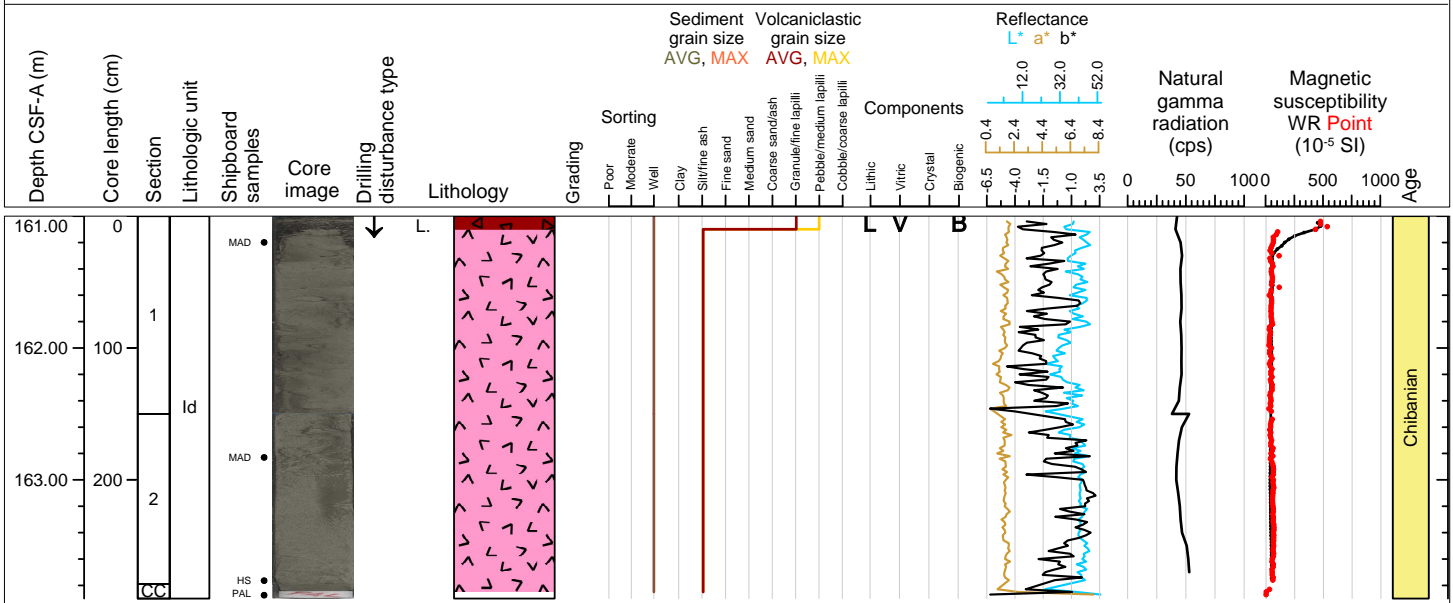 Depth CSF-A (m)
Core length (cm)
Section
Lithologic unit
Shipboard
samples
Core
image
Drilling
disturbance type
Lithology
Grading
Sorting
Poor
Moderate
Well
Sediment
grain size
AVG, MAX
Volcaniclastic
grain size
AVG, MAX
Clay
Silt/fine ash
Fine sand
Medium sand
Coarse sand/ash
Granule/fine lapilli
Pebble/medium lapilli
Cobble/coarse lapilli
Components
Lithic
Vitric
Crystal
Biogenic
Reflectance
L* a* b*
12.0 32.0 52.0
0.4 2.4 4.4 6.4 8.4
-6.5 -4.0 -1.5 1.0 3.5
Natural
gamma
radiation
(cps)
0 50 100
Magnetic
susceptibility
WR Point
(10-5 SI)
0 500 1000
Age
161.00 0
L.
L V B
MAD
1
162.00 100
Id
Chibanian
MAD
163.00 200
2
HS
CC
PAL